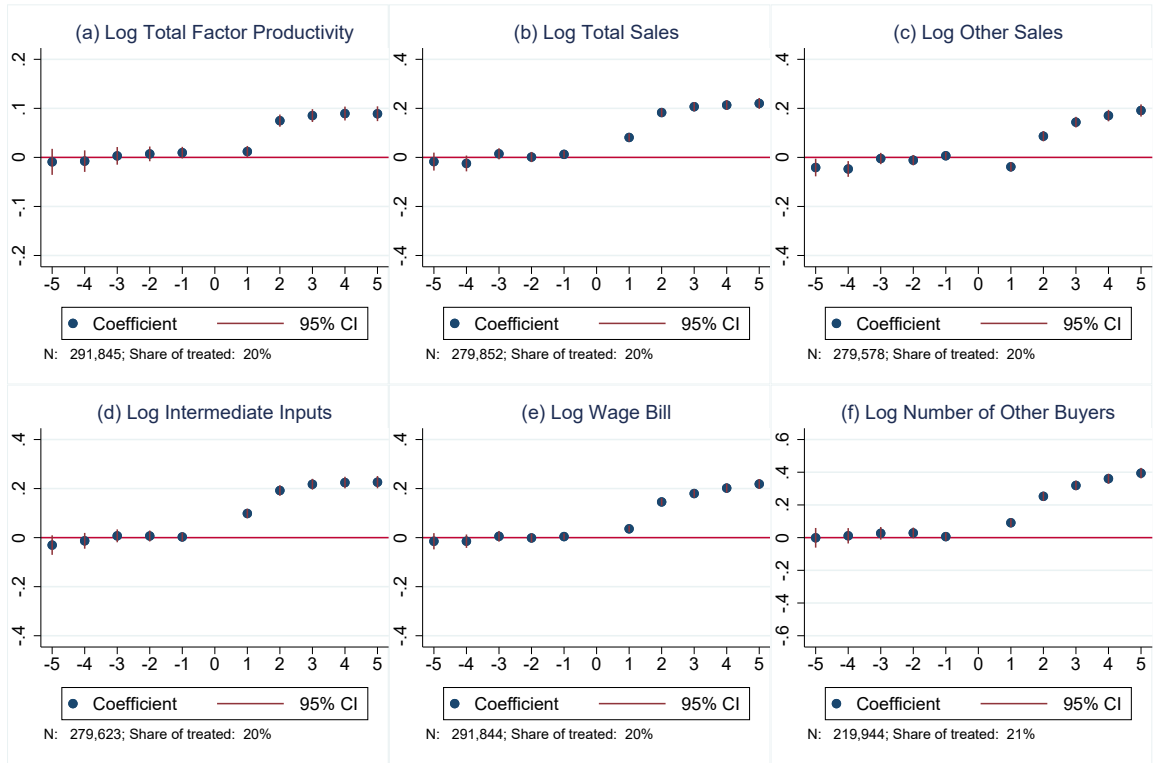 (a) Log Total Factor Productivity
.2
.1
0
-.1
-.2
-5 -4 -3 -2 -1 0 1 2 3 4 5
Coefficient 95% CI
N: 291,845; Share of treated: 20%
(b) Log Total Sales
.4
.2
0
-.2
-.4
-5 -4 -3 -2 -1 0 1 2 3 4 5
Coefficient 95% CI
N: 279,852; Share of treated: 20%
(c) Log Other Sales
.4
.2
0
-.2
-.4
-5 -4 -3 -2 -1 0 1 2 3 4 5
Coefficient 95% CI
N: 279,578; Share of treated: 20%
(d) Log Intermediate Inputs
.4
.2
0
-.2
-.4
-5 -4 -3 -2 -1 0 1 2 3 4 5
Coefficient 95% CI
N: 279,623; Share of treated: 20%
(e) Log Wage Bill
.4
.2
0
-.2
-.4
-5 -4 -3 -2 -1 0 1 2 3 4 5
Coefficient 95% CI
N: 291,844; Share of treated: 20%
(f) Log Number of Other Buyers
.6
.4
.2
0
-.2
-.4
-.6
-5 -4 -3 -2 -1 0 1 2 3 4 5
Coefficient 95% CI
N: 219,944; Share of treated: 21%